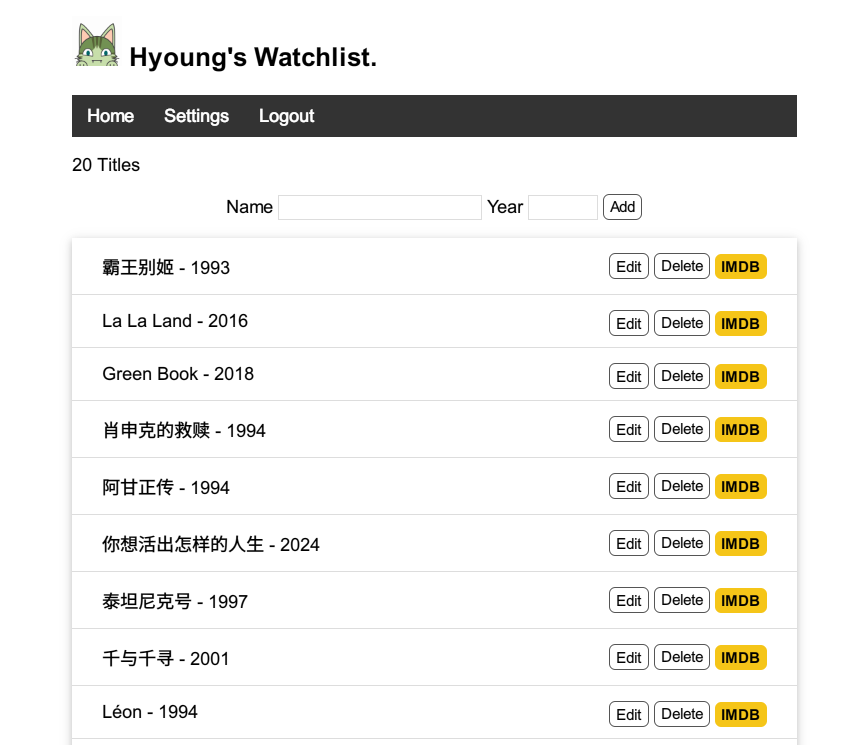 Hyoung's Watchlist.
Home Settings Logout
20 Titles
Name Year Add
霸王别姬 - 1993 Edit Delete IMDB
La La Land - 2016 Edit Delete IMDB
Green Book - 2018 Edit Delete IMDB
肖申克的救赎 - 1994 Edit Delete IMDB
阿甘正传 - 1994 Edit Delete IMDB
你想活出怎样的人生 - 2024 Edit Delete IMDB
泰坦尼克号 - 1997 Edit Delete IMDB
千与千寻 - 2001 Edit Delete IMDB
Léon - 1994 Edit Delete IMDB